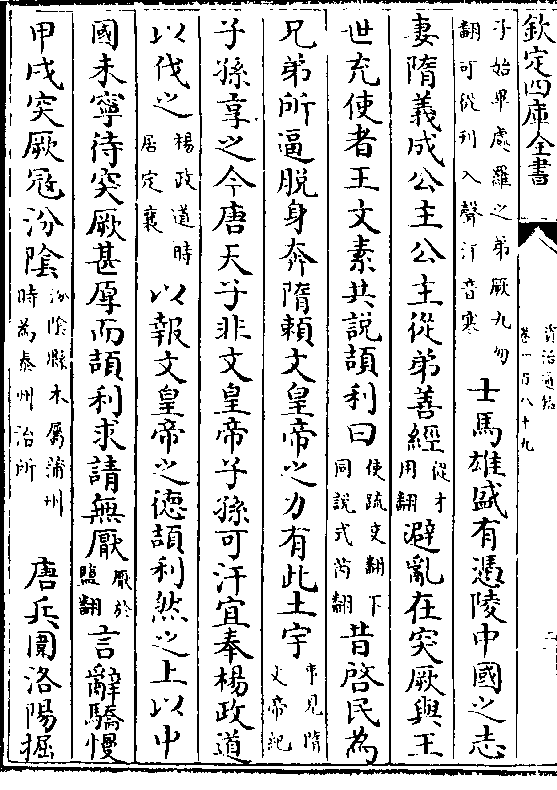 欽定四庫全書
資治通鑑
卷一百八十九
子始畢處羅之弟厥九勿
翻可從刋入聲汗音寒
士馬雄盛有憑陵中國之志
妻隋義成公主公主從弟善經
從才
用翻
避亂在突厥與王
世充使者王文素共說頡利曰
使疏吏翻下
同說式芮翻
昔啓民為
兄弟所逼脱身奔隋頼文皇帝之力有此土宇
事見隋
文帝紀
子孫享之今唐天子非文皇帝子孫可汗宜奉楊政道
以伐之
楊政道時
居定襄
以報文皇帝之徳頡利然之上以中
國未寧待突厥甚厚而頡利求請無厭
厭於
鹽翻
言辭驕慢
甲戌突厥寇汾陰
汾陰縣本屬蒲州
時為泰州治所
唐兵圍洛陽掘